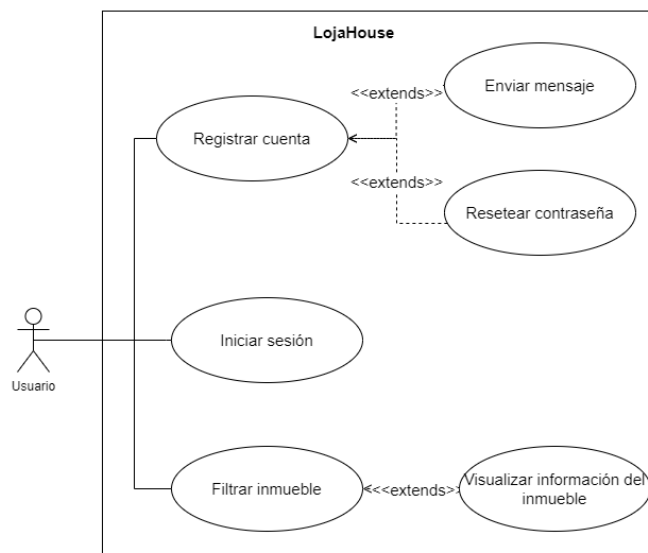 LojaHouse
Enviar mensaje
<<extends>>
Registrar cuenta
<<extends>>
Resetear contraseña
Iniciar sesión
Usuario
Filtrar inmueble
<<extends>>
Visualizar información del
inmueble